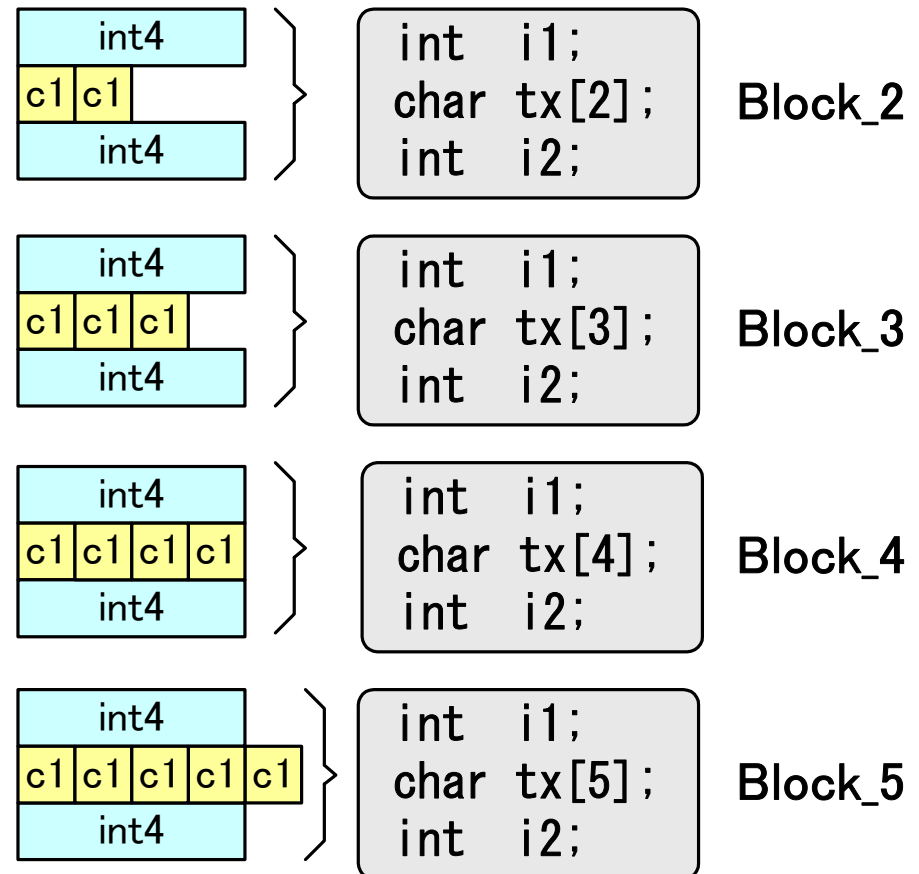 int4
c1 c1
int4
int i1;
char tx[2];
int i2;
Block_2
int4
c1 c1 c1
int4
int i1;
char tx[3];
int i2;
Block_3
int4
c1 c1 c1 c1
int4
int i1;
char tx[4];
int i2;
Block_4
int4
c1 c1 c1 c1 c1
int4
int i1;
char tx[5];
int i2;
Block_5